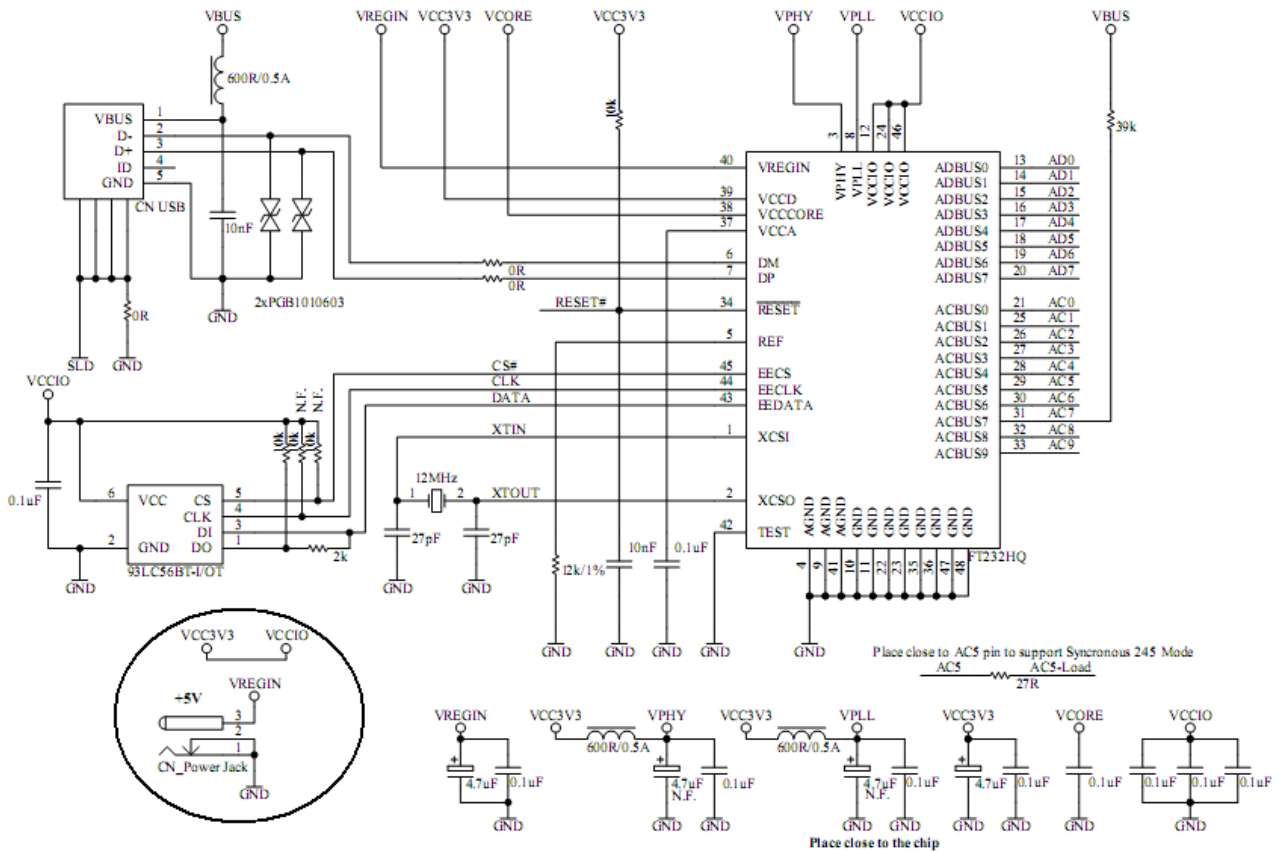 VBUS VREGIN VCC3V3 VCORE VCC3V3 VPHY VPLL VCCIO VBUS
600R/0.5A
10k
39k
VBUS 1
D- 2
D+ 3
ID 4
GND 5
CN USB
10nF
2xPGB1010603
GND
0R
SLD GND
0R
0R
RESET#
CS#
CLK
DATA
XTIN
XTOUT
3 8 12 24 46
VPHY VPLL VCCIO VCCIO VCCIO
40 VREGIN
39 VCCD
38 VCCCORE
37 VCCA
6 DM
7 DP
34 RESET
5 REF
45 EECS
44 EECLK
43 EEDATA
1 XCSI
2 XCSO
42 TEST
ADBUS0 13 AD0
ADBUS1 14 AD1
ADBUS2 15 AD2
ADBUS3 16 AD3
ADBUS4 17 AD4
ADBUS5 18 AD5
ADBUS6 19 AD6
ADBUS7 20 AD7
ACBUS0 21 AC0
ACBUS1 25 AC1
ACBUS2 26 AC2
ACBUS3 27 AC3
ACBUS4 28 AC4
ACBUS5 29 AC5
ACBUS6 30 AC6
ACBUS7 31 AC7
ACBUS8 32 AC8
ACBUS9 33 AC9
AGND AGND AGND GND GND GND GND GND GND GND GND
4 9 41 10 11 22 23 35 36 47 48
FT232HQ
GND
VCCIO
N.F.
N.F.
10k 10k 10k
0.1uF
6 VCC CS 5
CLK 4
DI 3
2 GND DO 1
2k
93LC56BT-I/OT
GND
12MHz
1 2
27pF 27pF
GND GND
12k/1%
10nF 0.1uF
GND GND GND GND
VCC3V3 VCCIO
VREGIN
+5V
3
2
1
CN_Power Jack
GND
Place close to AC5 pin to support Syncronous 245 Mode
AC5 AC5-Load
27R
VREGIN VCC3V3 VPHY VCC3V3 VPLL VCC3V3 VCORE VCCIO
600R/0.5A 600R/0.5A
+ + + +
4.7uF 0.1uF 4.7uF 0.1uF 4.7uF 0.1uF 4.7uF 0.1uF 0.1uF 0.1uF 0.1uF 0.1uF
N.F. N.F.
GND GND GND GND GND GND GND GND GND
Place close to the chip